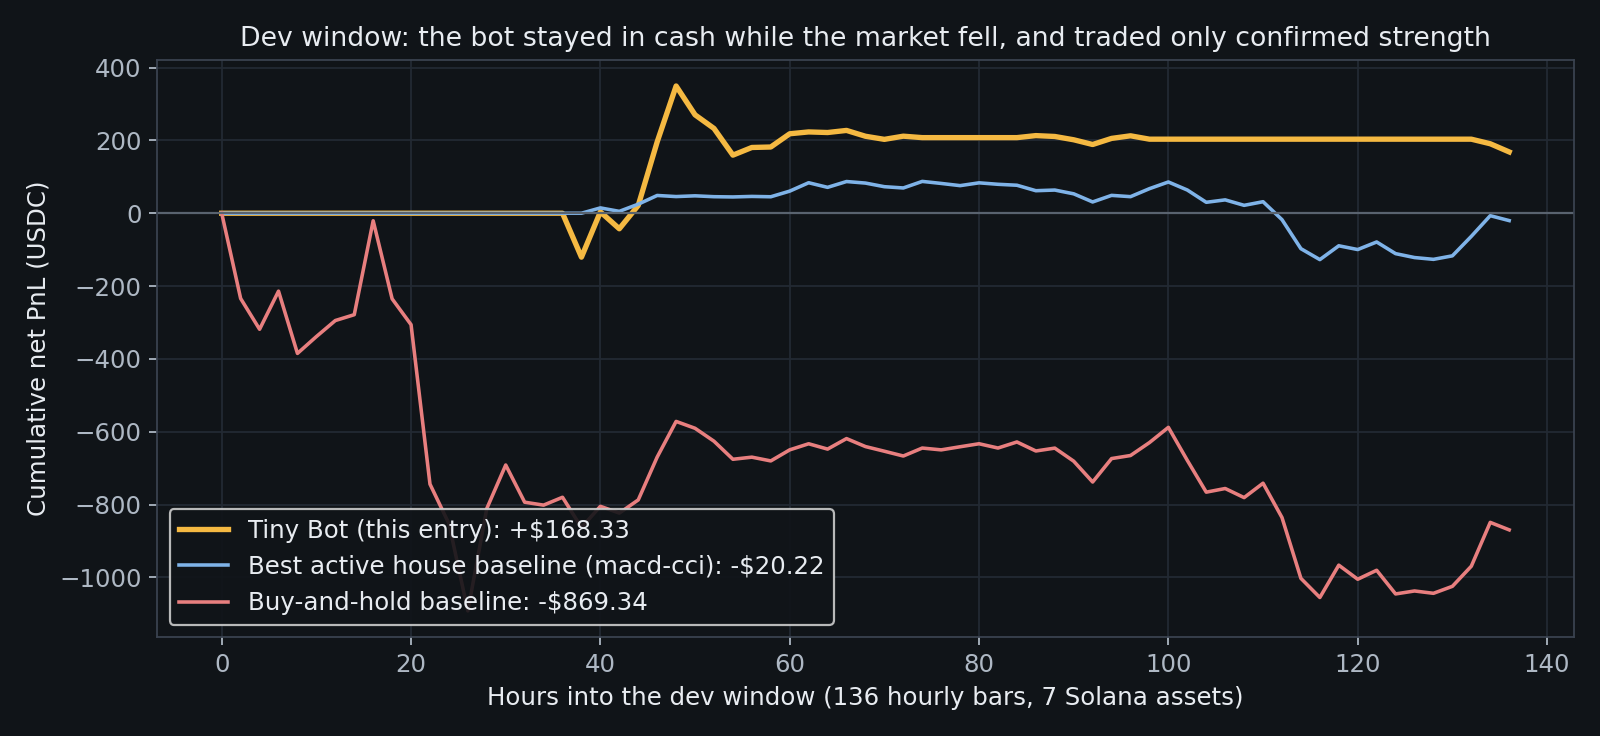 Dev window: the bot stayed in cash while the market fell, and traded only confirmed strength
Cumulative net PnL (USDC)
400
200
0
−200
−400
−600
−800
−1000
Tiny Bot (this entry): +$168.33
Best active house baseline (macd-cci): -$20.22
Buy-and-hold baseline: -$869.34
0
20
40
60
80
100
120
140
Hours into the dev window (136 hourly bars, 7 Solana assets)